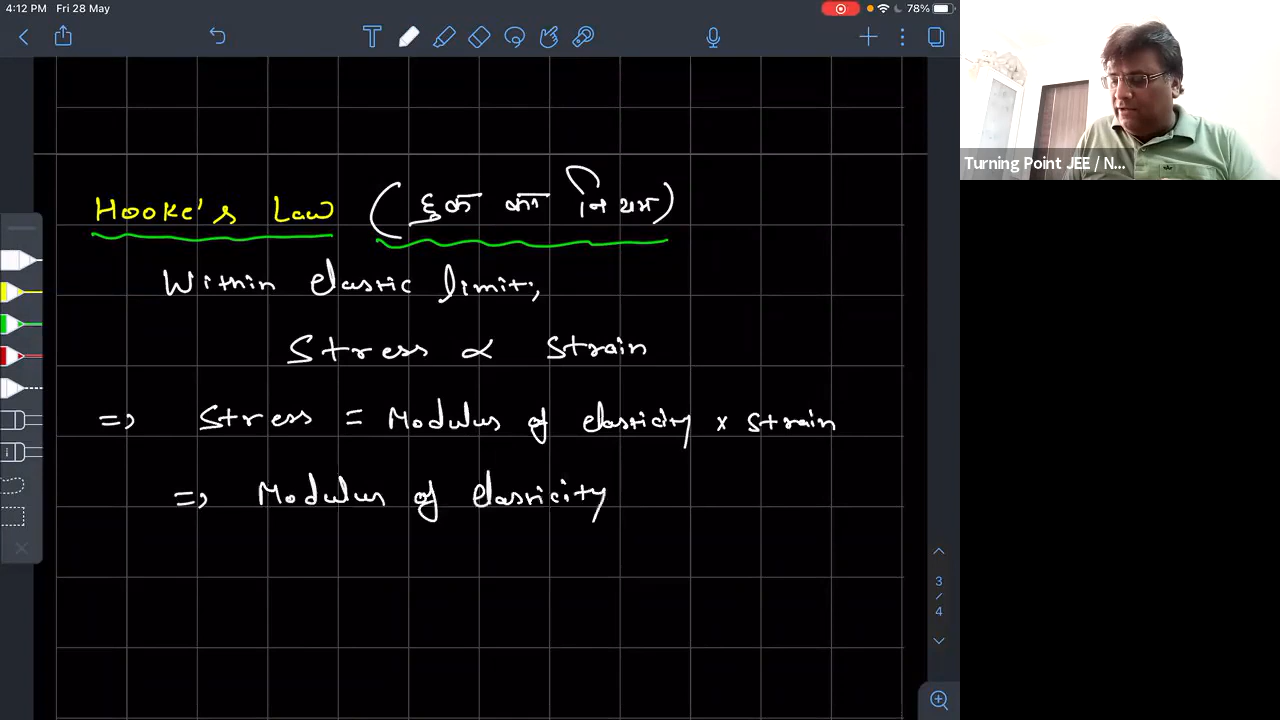 4:12 PM Fri 28 May
78%
Hooke's Law (हुक का नियम)
Within elastic limit,
Stress ∝ strain
=> Stress = Modulus of elasticity × strain
=> Modulus of elasticity
3
/
4
Turning Point JEE / N...